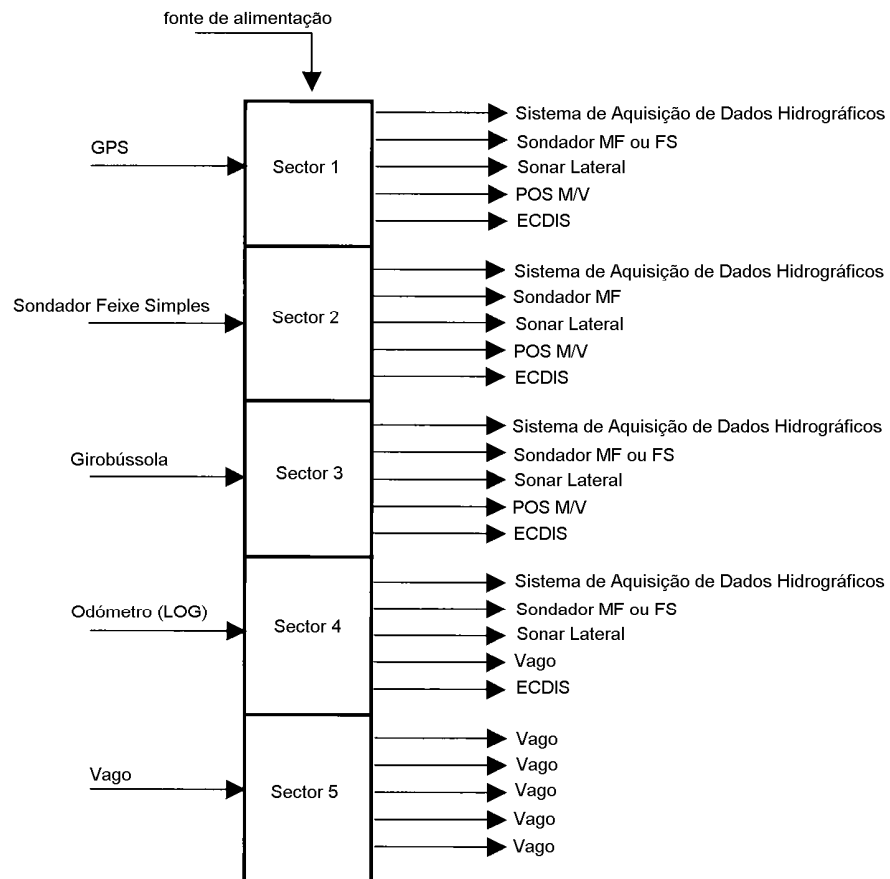 fonte de alimentação
GPS
Sector 1
Sistema de Aquisição de Dados Hidrográficos
Sondador MF ou FS
Sonar Lateral
POS M/V
ECDIS
Sondador Feixe Simples
Sector 2
Sistema de Aquisição de Dados Hidrográficos
Sondador MF
Sonar Lateral
POS M/V
ECDIS
Girobússola
Sector 3
Sistema de Aquisição de Dados Hidrográficos
Sondador MF ou FS
Sonar Lateral
POS M/V
ECDIS
Odómetro (LOG)
Sector 4
Sistema de Aquisição de Dados Hidrográficos
Sondador MF ou FS
Sonar Lateral
Vago
ECDIS
Vago
Sector 5
Vago
Vago
Vago
Vago
Vago